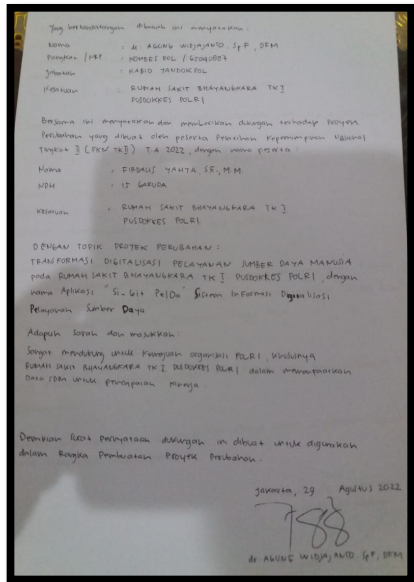 Yang bertandatangan dibawah ini menyatakan:
Nama : dr. AGUNG WIDJAJANTO, Sp.F, DFM
Pangkat / NRP : KOMBES POL /
Jabatan : KABID YANDOKPOL
Kesatuan : RUMAH SAKIT BHAYANGKARA TK I
PUSDOKKES POLRI
Bersama ini menyatakan dan memberikan dukungan terhadap Proyek
Perubahan yang dibuat oleh peserta Pelatihan Kepemimpinan Nasional
Tingkat II (PKN TK II) T.A 2022, dengan nama peserta:
Nama : FIRDAUS YAHYA, SE., M.M.
NDH : 15 GARUDA
Kesatuan : RUMAH SAKIT BHAYANGKARA TK I
PUSDOKKES POLRI
DENGAN TOPIK PROYEK PERUBAHAN:
TRANSFORMASI DIGITALISASI PELAYANAN SUMBER DAYA MANUSIA
pada RUMAH SAKIT BHAYANGKARA TK I PUSDOKKES POLRI, dengan
nama Aplikasi "Si-Git Pelda" Sistem Informasi Digitalisasi
Pelayanan Sumber Daya
Adapun Saran dan masukkan:
Sangat mendukung untuk Kemajuan organisasi POLRI, khususnya
RUMAH SAKIT BHAYANGKARA TK I PUSDOKKES POLRI dalam memanfaatkan
Data SDM untuk pencapaian kinerja.
Demikian Surat Pernyataan dukungan ini dibuat untuk digunakan
dalam Rangka Pembuatan Proyek Perubahan.
Jakarta, 29 Agustus 2022
dr. AGUNG WIDJAJANTO. SpF, DFM